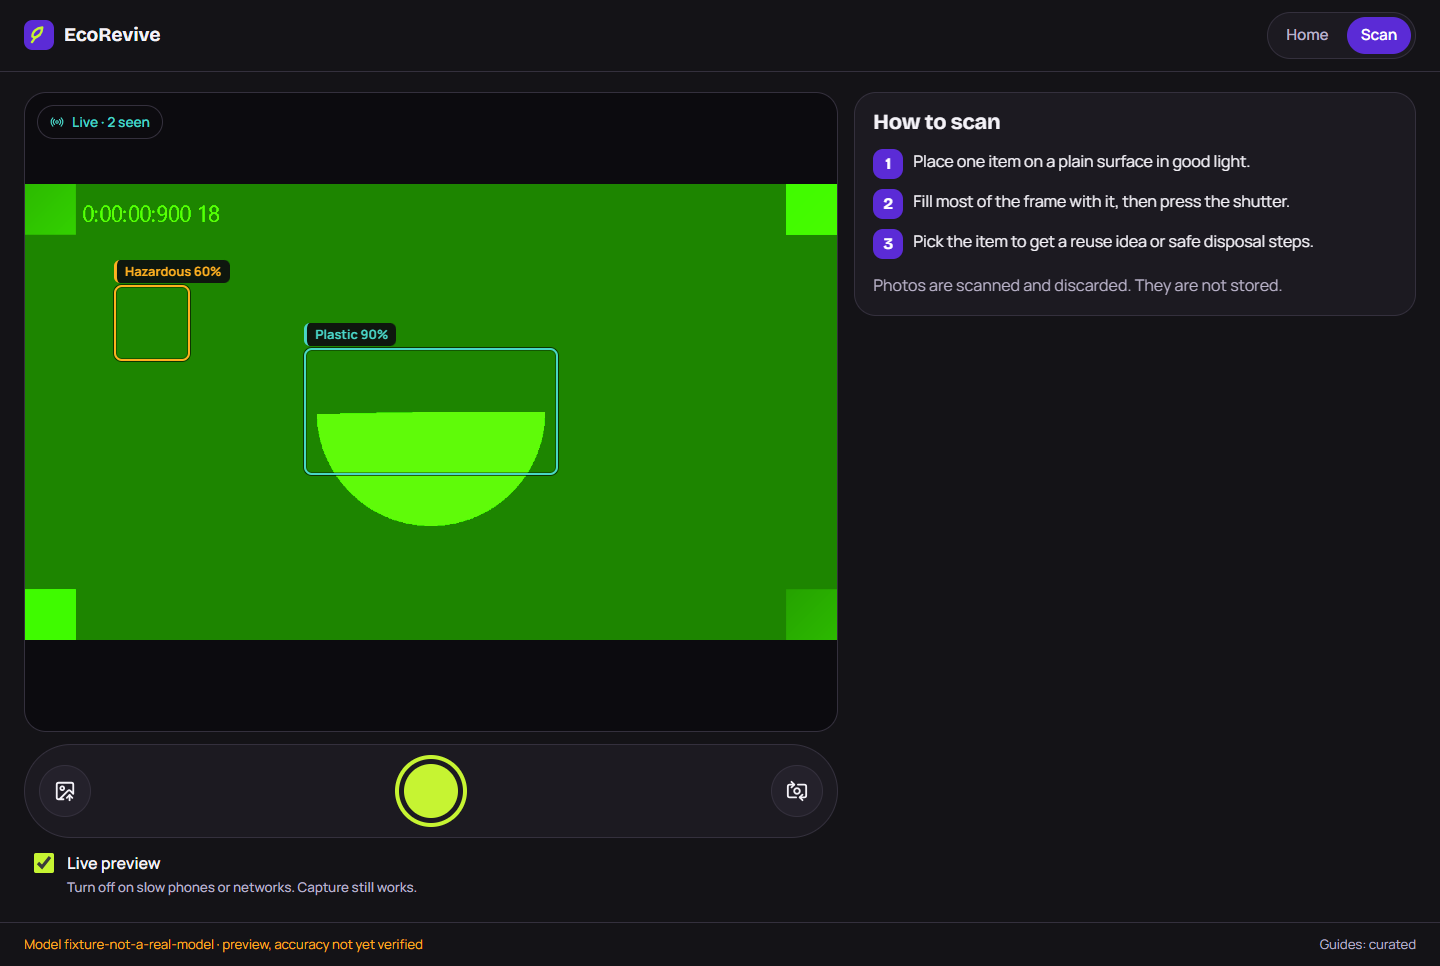 EcoRevive
Home
Scan
Live · 2 seen
0:00:00:900 18
Hazardous 60%
Plastic 90%
How to scan
1 Place one item on a plain surface in good light.
2 Fill most of the frame with it, then press the shutter.
3 Pick the item to get a reuse idea or safe disposal steps.
Photos are scanned and discarded. They are not stored.
Live preview
Turn off on slow phones or networks. Capture still works.
Model fixture-not-a-real-model · preview, accuracy not yet verified
Guides: curated